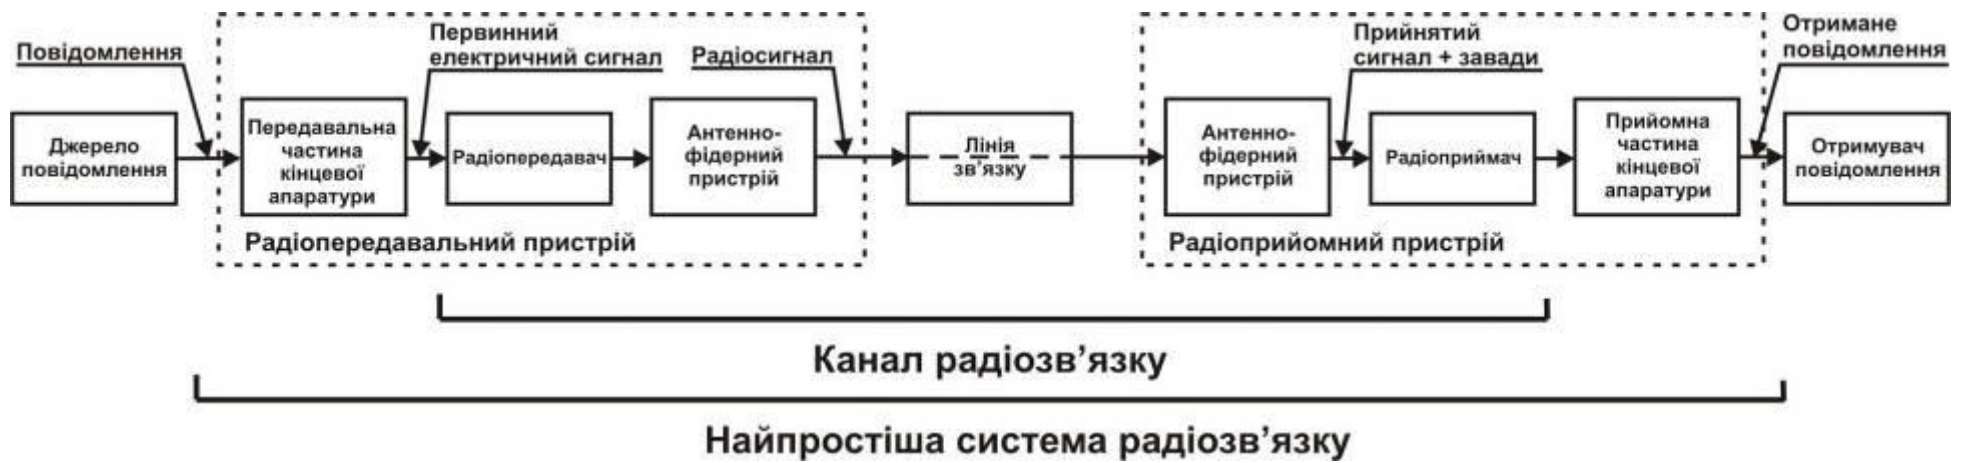 Повідомлення
Первинний
електричний сигнал
Радіосигнал
Прийнятий
сигнал + завади
Отримане
повідомлення
Джерело
повідомлення
Передавальна
частина
кінцевої
апаратури
Радіопередавач
Антенно-
фідерний
пристрій
Лінія
зв’язку
Антенно-
фідерний
пристрій
Радіоприймач
Прийомна
частина
кінцевої
апаратури
Отримувач
повідомлення
Радіопередавальний пристрій
Радіоприйомний пристрій
Канал радіозв’язку
Найпростіша система радіозв’язку